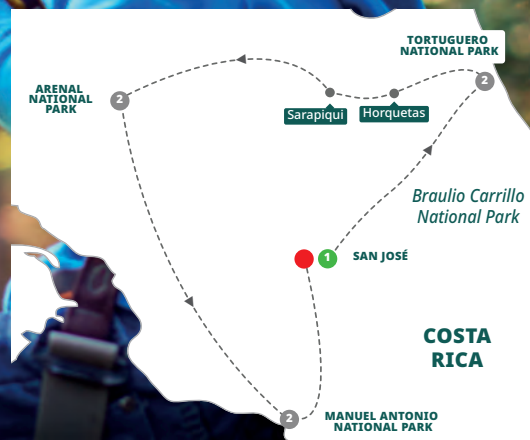 TORTUGUERO
NATIONAL PARK
2
ARENAL
NATIONAL
PARK
2
Sarapiquí
Horquetas
Braulio Carrillo
National Park
1
SAN JOSÉ
COSTA
RICA
2
MANUEL ANTONIO
NATIONAL PARK